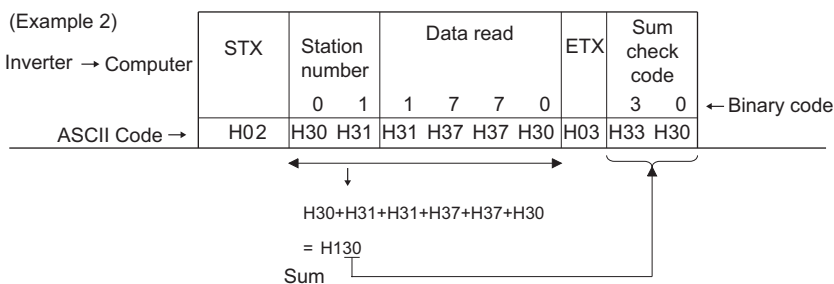 (Example 2)
Inverter → Computer
STX
Station
number
Data read
ETX
Sum
check
code
0 1 1 7 7 0 3 0
← Binary code
ASCII Code →
H02 H30 H31 H31 H37 H37 H30 H03 H33 H30
H30+H31+H31+H37+H37+H30
= H130
Sum